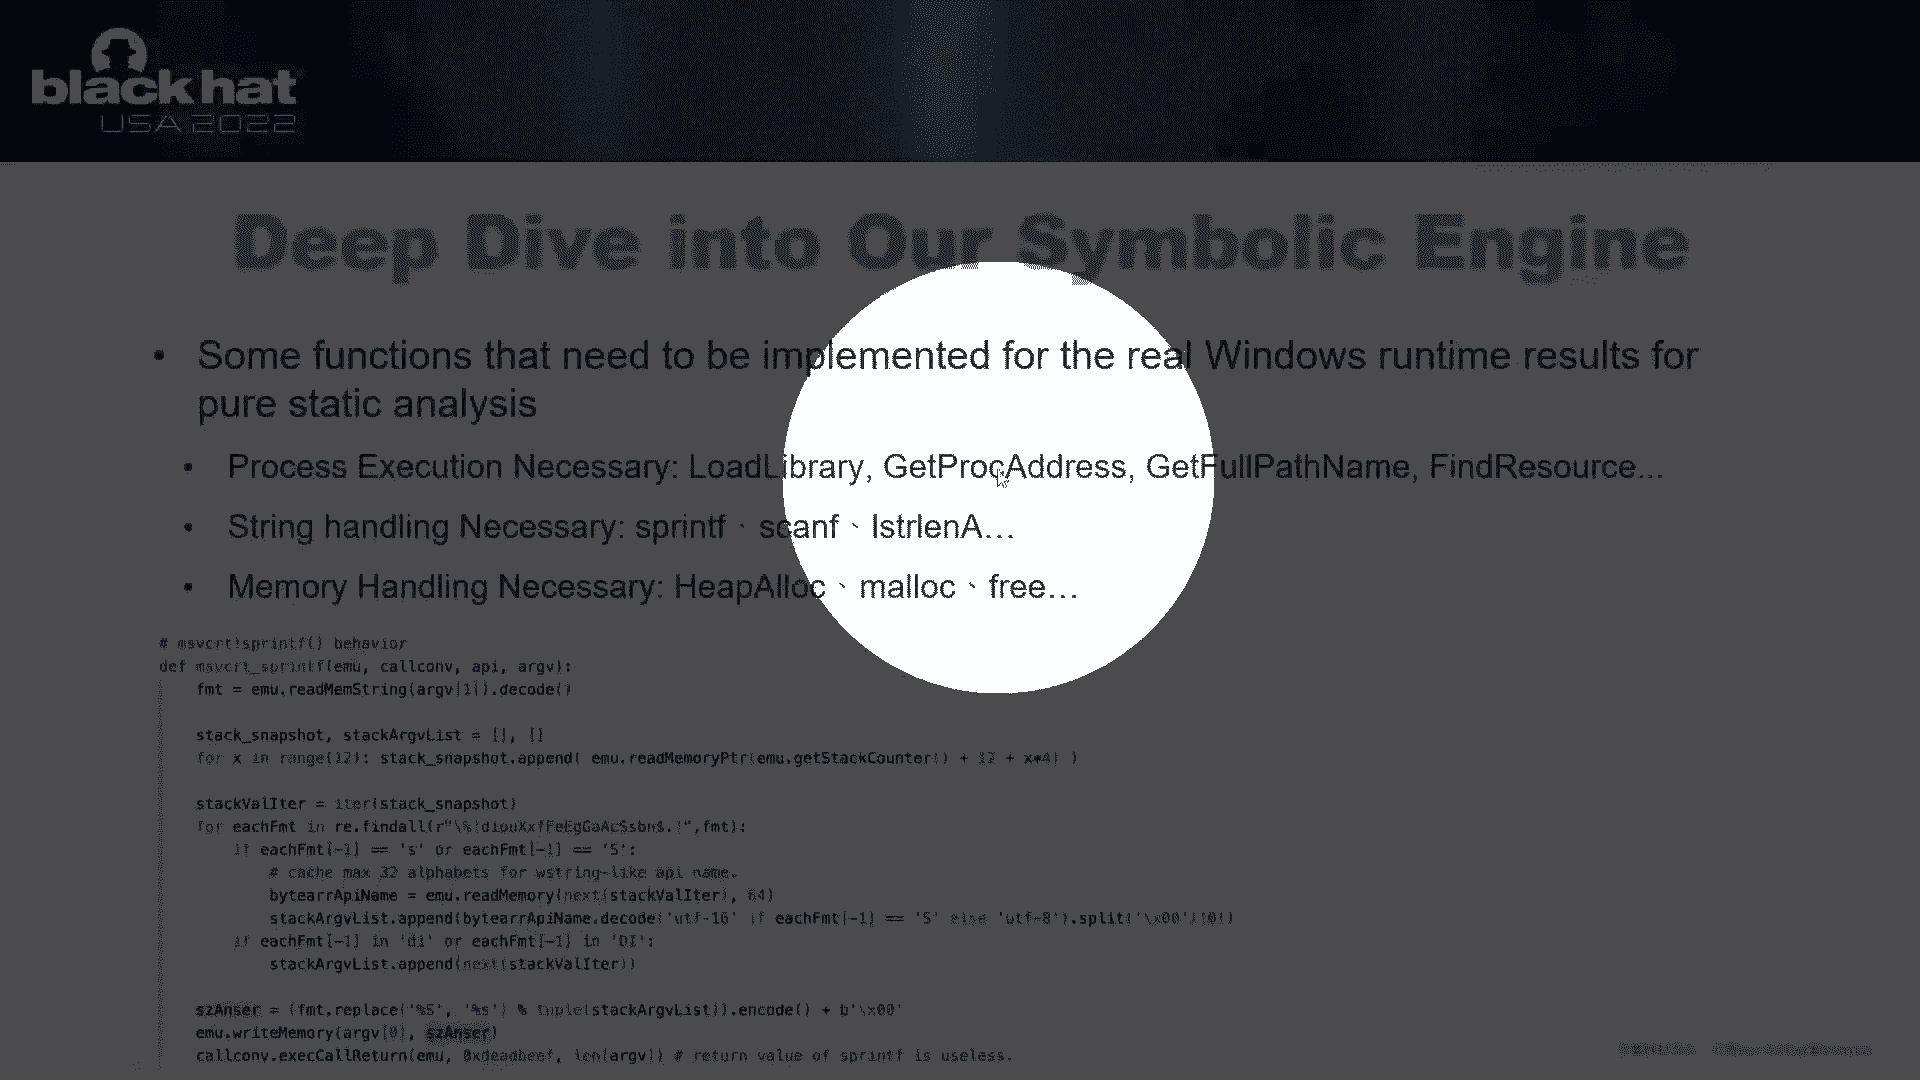 black hat
USA 2022
Deep Dive into Our Symbolic Engine
• Some functions that need to be implemented for the real Windows runtime results for
pure static analysis
• Process Execution Necessary: LoadLibrary, GetProcAddress, GetFullPathName, FindResource...
• String handling Necessary: sprintf、scanf、lstrlenA…
• Memory Handling Necessary: HeapAlloc、malloc、free…
# msvcrt!sprintf() behavior
def msvcrt_sprintf(emu, callconv, api, argv):
fmt = emu.readMemString(argv[1]).decode()
stack_snapshot, stackArgvList = [], []
for x in range(12): stack_snapshot.append( emu.readMemoryPtr(emu.getStackCounter() + 12 + x*4) )
stackValIter = iter(stack_snapshot)
for eachFmt in re.findall(r"\%[diouXxfFeEgGaAcSsbn$.]",fmt):
if eachFmt[-1] == 's' or eachFmt[-1] == 'S':
# cache max 32 alphabets for wstring-like api name.
bytearrApiName = emu.readMemory(next(stackValIter), 64)
stackArgvList.append(bytearrApiName.decode('utf-16' if eachFmt[-1] == 'S' else 'utf-8').split('\x00')[0])
if eachFmt[-1] in 'di' or eachFmt[-1] in 'DI':
stackArgvList.append(next(stackValIter))
szAnser = (fmt.replace('%S', '%s') % tuple(stackArgvList)).encode() + b'\x00'
emu.writeMemory(argv[0], szAnser)
callconv.execCallReturn(emu, 0xdeadbeef, len(argv)) # return value of sprintf is useless.